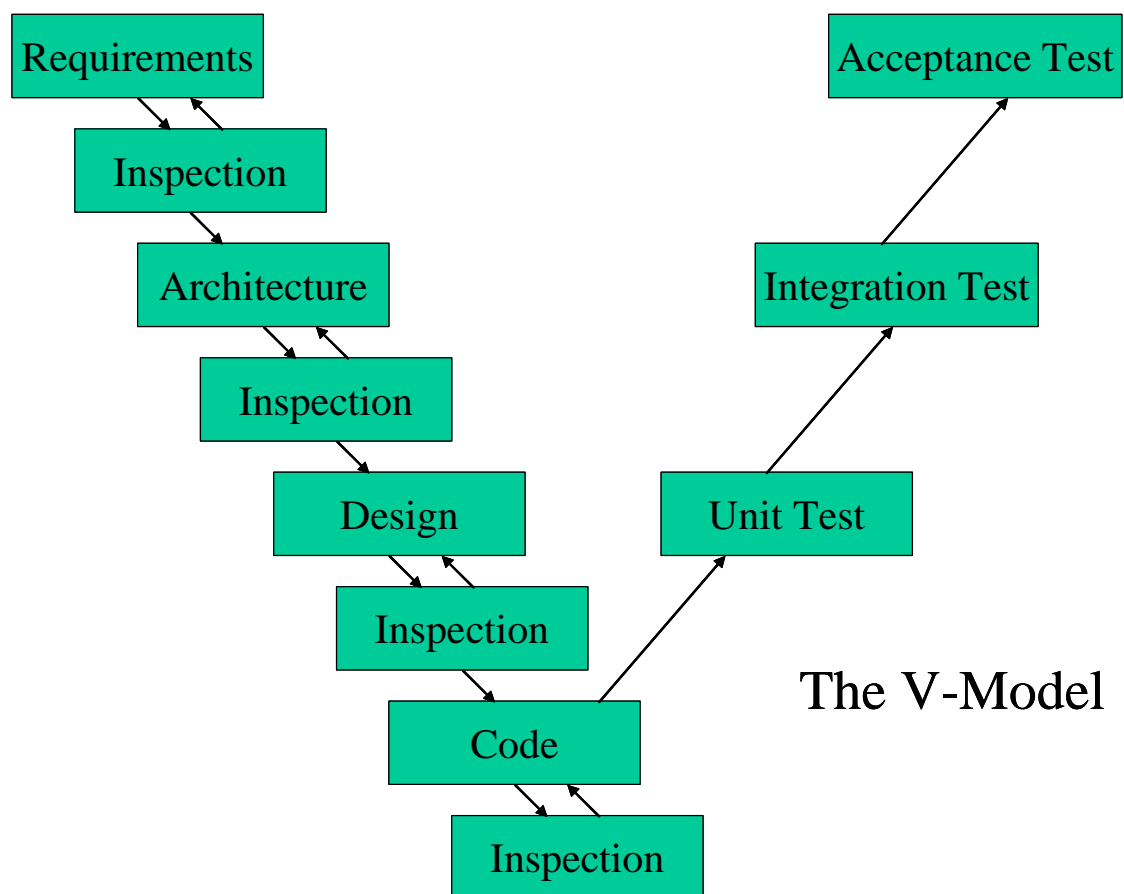 Requirements
Acceptance Test
Inspection
Architecture
Integration Test
Inspection
Design
Unit Test
Inspection
The V-Model
Code
Inspection